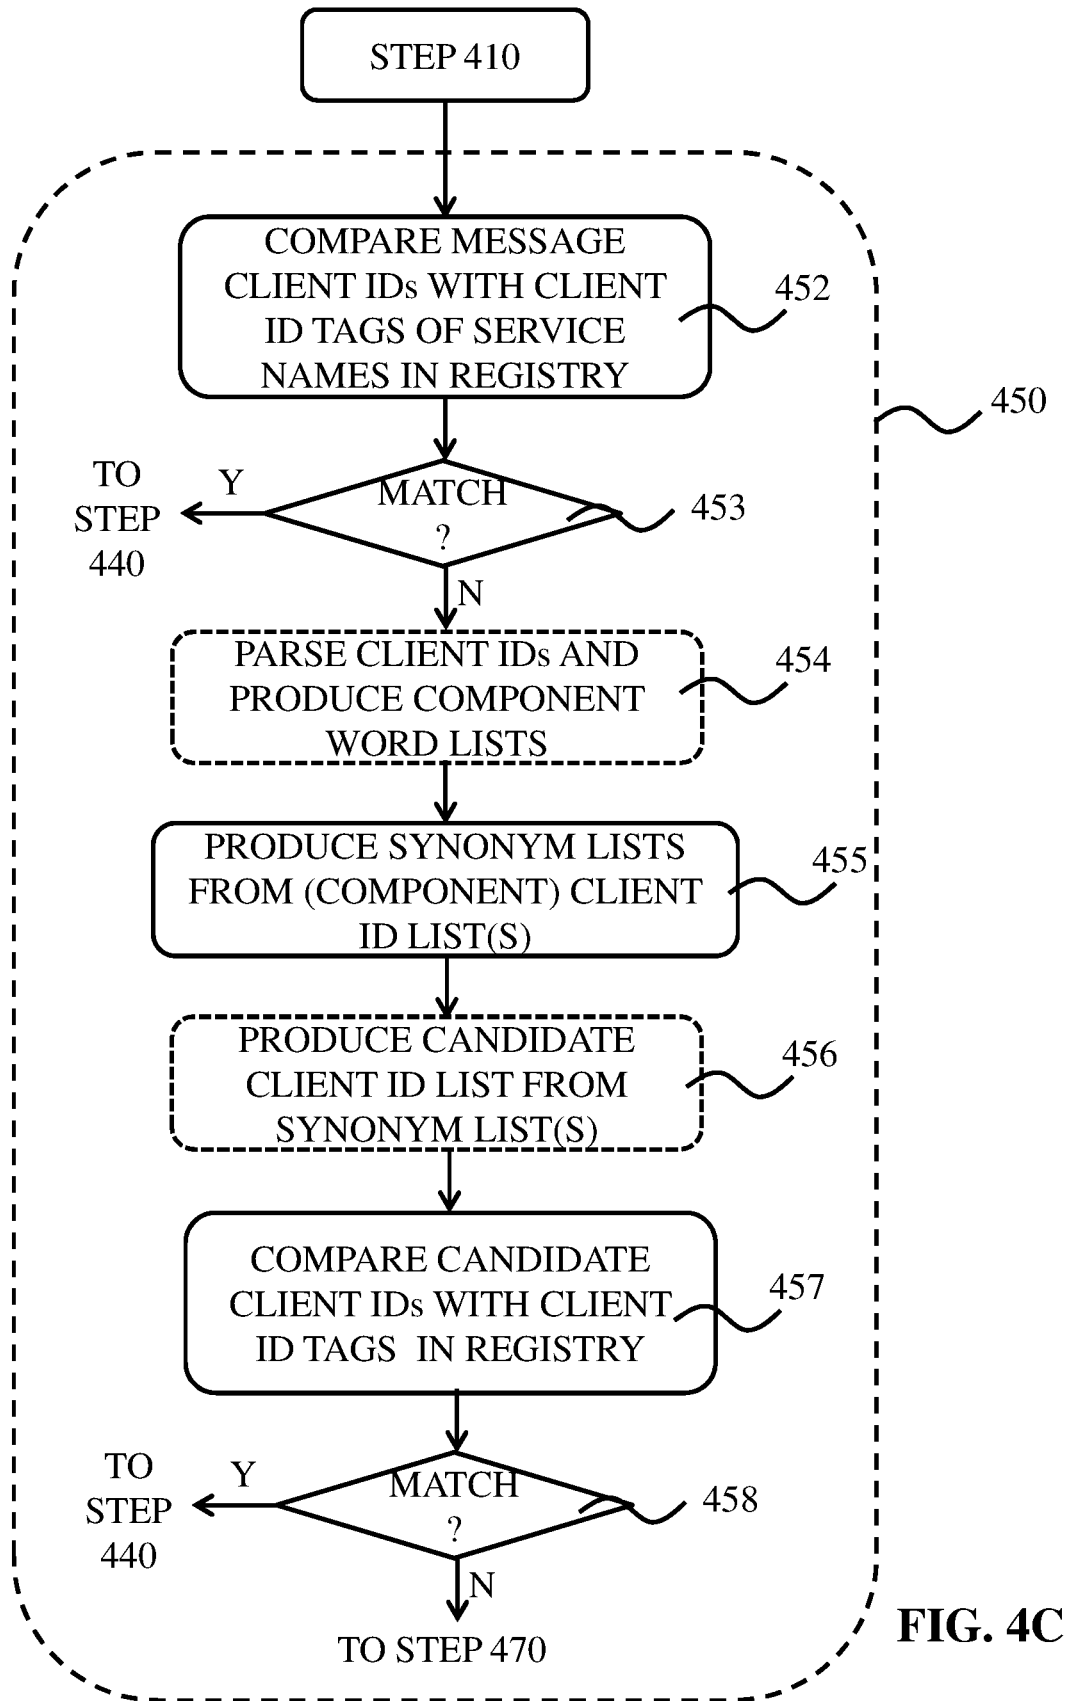 STEP 410
COMPARE MESSAGE
CLIENT IDs WITH CLIENT
ID TAGS OF SERVICE
NAMES IN REGISTRY
452
450
TO
STEP
440
Y
MATCH
?
453
N
PARSE CLIENT IDs AND
PRODUCE COMPONENT
WORD LISTS
454
PRODUCE SYNONYM LISTS
FROM (COMPONENT) CLIENT
ID LIST(S)
455
PRODUCE CANDIDATE
CLIENT ID LIST FROM
SYNONYM LIST(S)
456
COMPARE CANDIDATE
CLIENT IDs WITH CLIENT
ID TAGS IN REGISTRY
457
TO
STEP
440
Y
MATCH
?
458
N
TO STEP 470
FIG. 4C